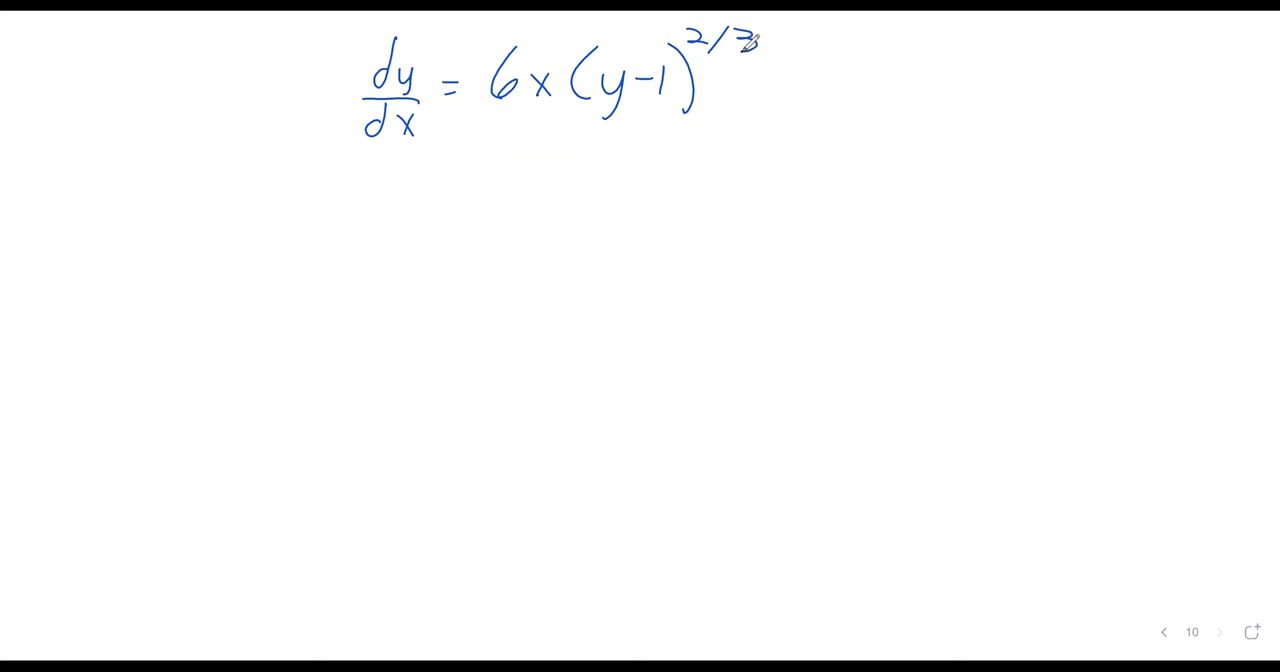 dy/dx = 6x(y-1)^2/3
10